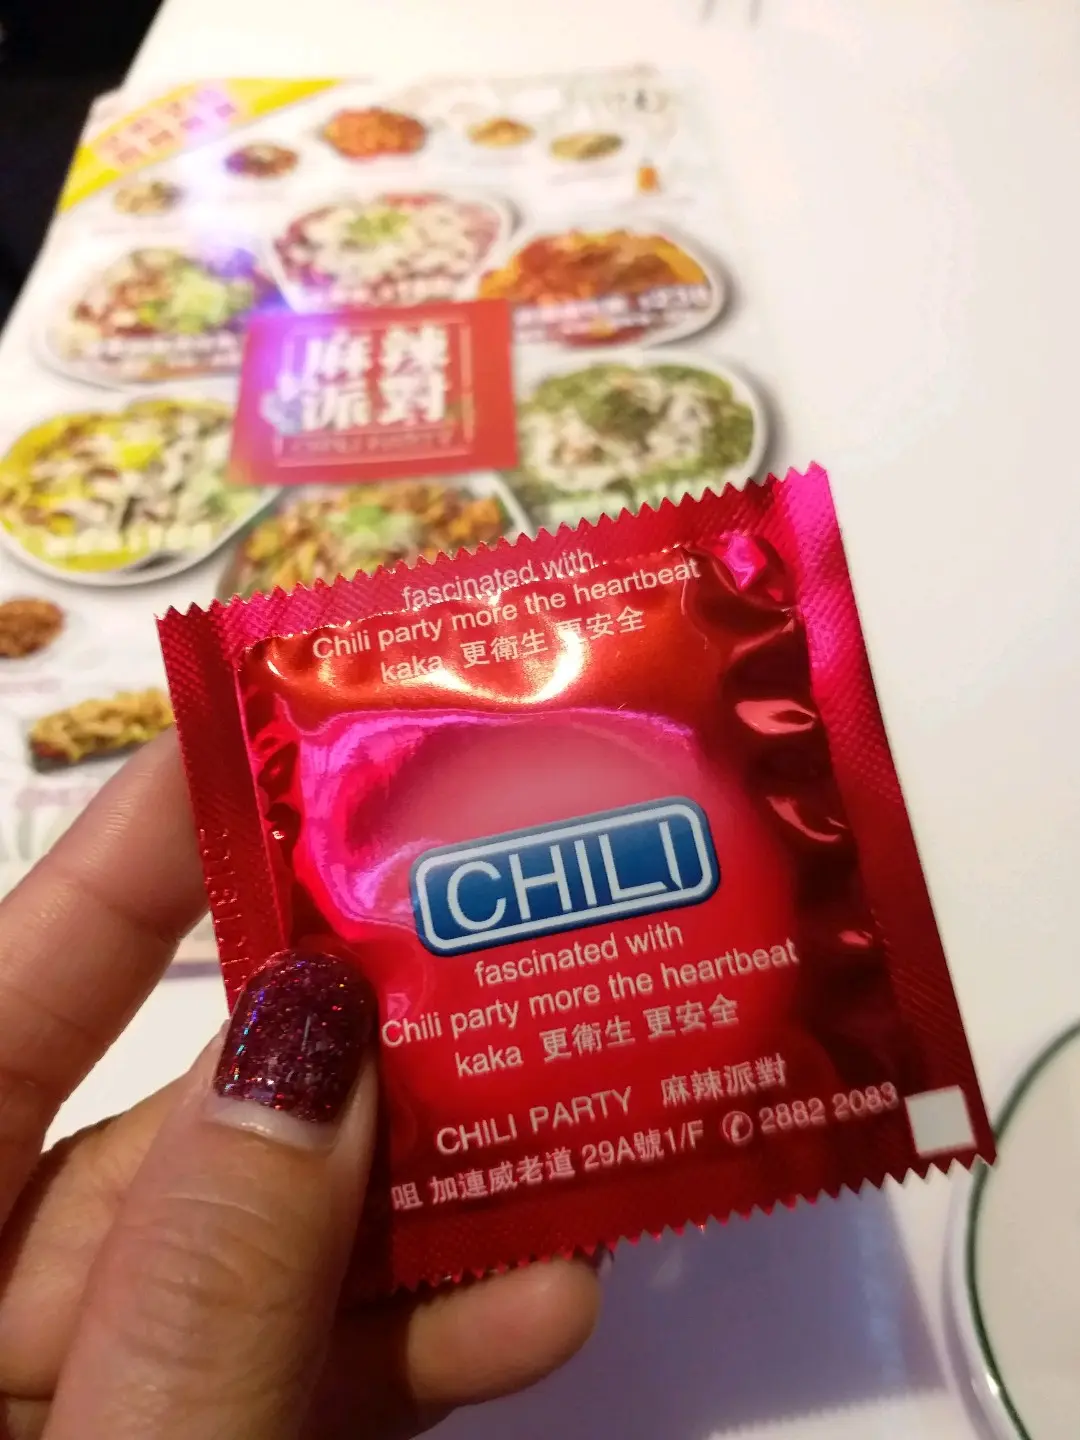 麻辣
派對
CHILI PARTY
fascinated with
Chili party more the heartbeat
kaka 更衛生 更安全
CHILI
fascinated with
Chili party more the heartbeat
kaka 更衛生 更安全
CHILI PARTY 麻辣派對
咀 加連威老道 29A號1/F ✆ 2882 2083